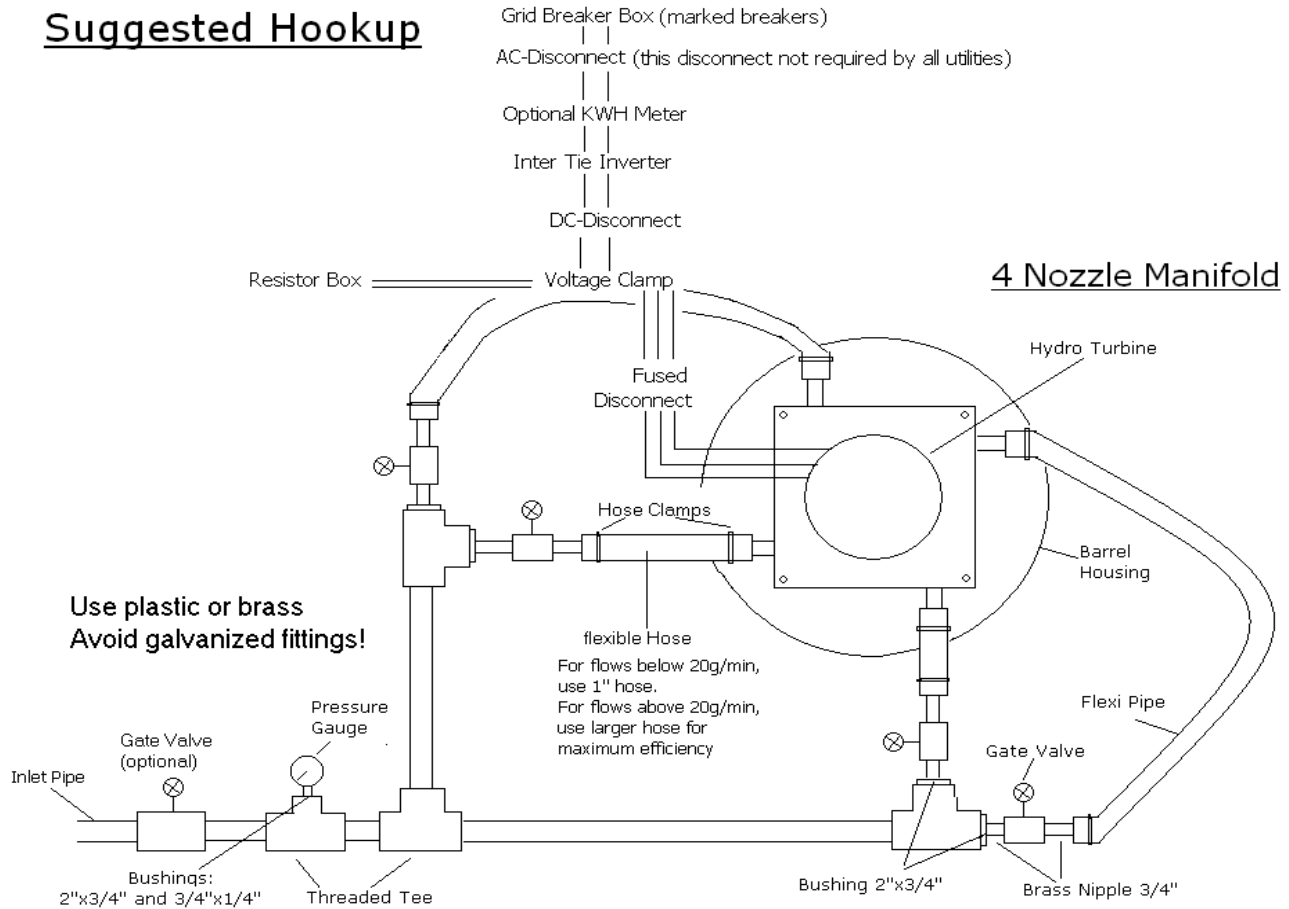 Suggested Hookup
Grid Breaker Box (marked breakers)
AC-Disconnect (this disconnect not required by all utilities)
Optional KWH Meter
Inter Tie Inverter
DC-Disconnect
Resistor Box
Voltage Clamp
4 Nozzle Manifold
Hydro Turbine
Fused
Disconnect
Hose Clamps
Barrel
Housing
Use plastic or brass
Avoid galvanized fittings!
flexible Hose
For flows below 20g/min,
use 1" hose.
For flows above 20g/min,
use larger hose for
maximum efficiency
Pressure
Gauge
Flexi Pipe
Gate Valve
(optional)
Gate Valve
Inlet Pipe
Bushings:
2"x3/4" and 3/4"x1/4"
Threaded Tee
Bushing 2"x3/4"
Brass Nipple 3/4"